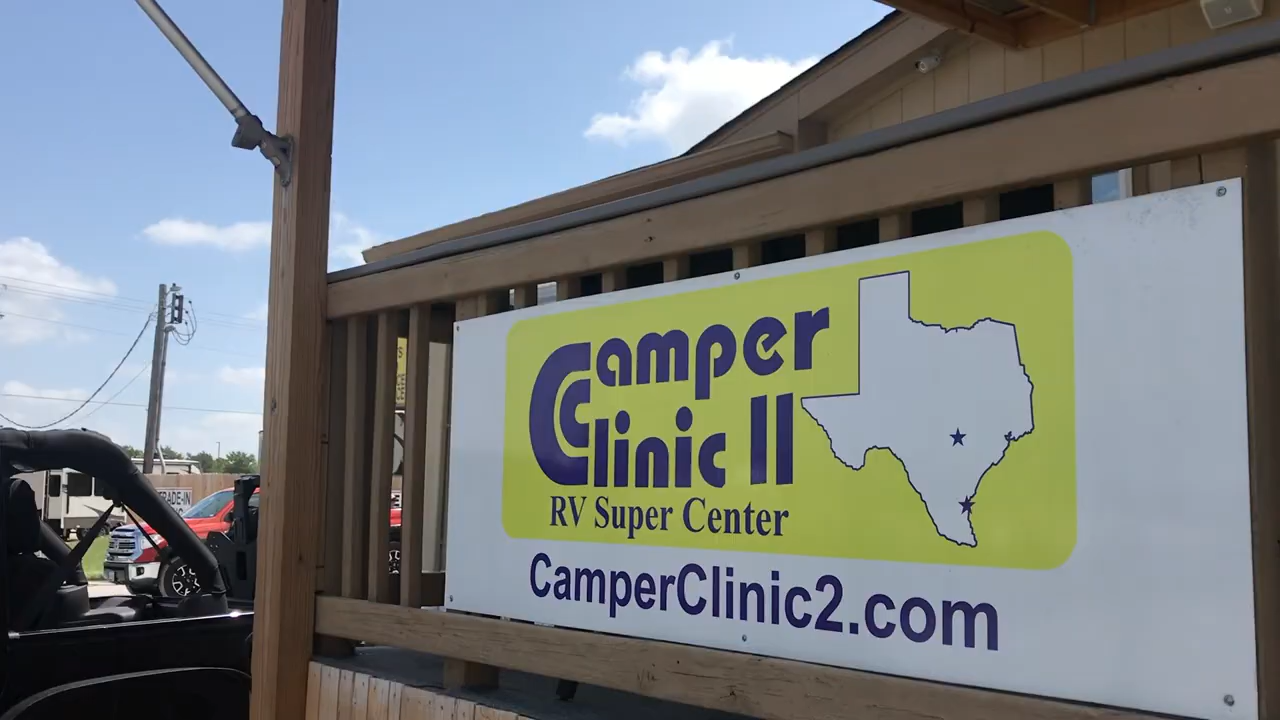 Camper
Clinic II
RV Super Center
CamperClinic2.com
TRADE-IN